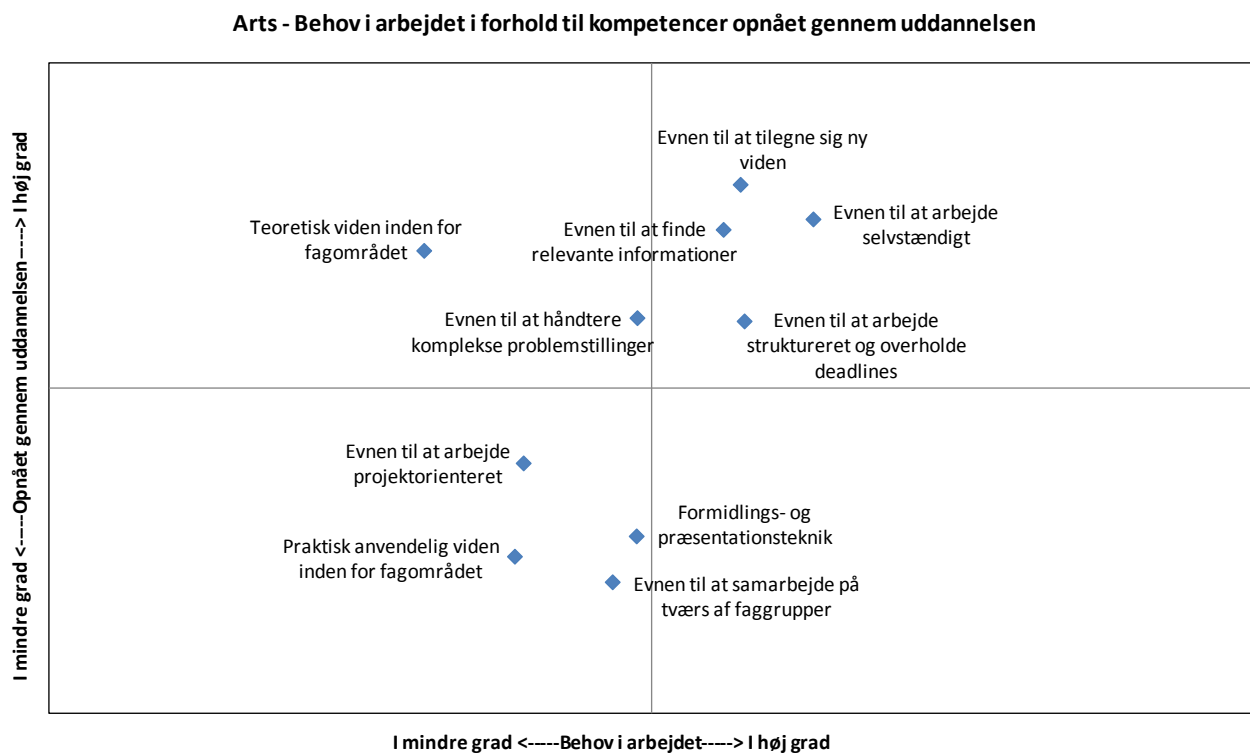 Arts - Behov i arbejdet i forhold til kompetencer opnået gennem uddannelsen
I mindre grad <-----Opnået gennem uddannelsen-----> I høj grad
Evnen til at tilegne sig ny
viden
Evnen til at arbejde
selvstændigt
Teoretisk viden inden for
fagområdet
Evnen til at finde
relevante informationer
Evnen til at håndtere
komplekse problemstillinger
Evnen til at arbejde
struktureret og overholde
deadlines
Evnen til at arbejde
projektorienteret
Formidlings- og
præsentationsteknik
Praktisk anvendelig viden
inden for fagområdet
Evnen til at samarbejde på
tværs af faggrupper
I mindre grad <-----Behov i arbejdet-----> I høj grad